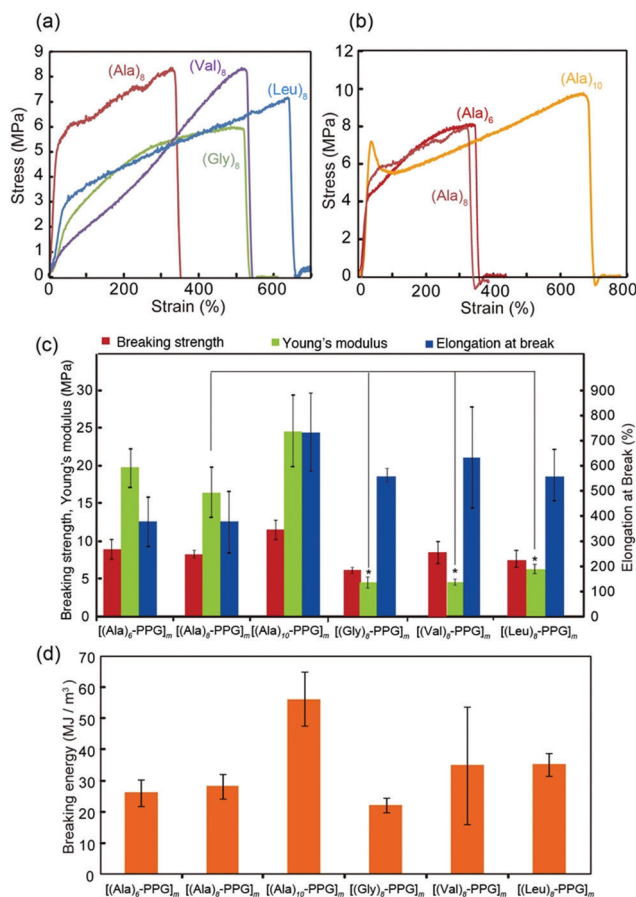 (a)
(b)
9
8
7
6
5
4
3
2
1
0
Stress (MPa)
(Ala)8
(Val)8
(Leu)8
(Gly)8
0
200
400
600
Strain (%)
12
10
8
6
4
2
0
Stress (MPa)
(Ala)10
(Ala)6
(Ala)8
0
200
400
600
800
Strain (%)
(c)
Breaking strength
Young's modulus
Elongation at break
Breaking strength, Young's modulus (MPa)
35
30
25
20
15
10
5
0
* * *
900
800
700
600
500
400
300
200
100
0
Elongation at Break (%)
[(Ala)6-PPG]m [(Ala)8-PPG]m [(Ala)10-PPG]m [(Gly)8-PPG]m [(Val)8-PPG]m [(Leu)8-PPG]m
(d)
Breaking energy (MJ / m3)
70
60
50
40
30
20
10
0
[(Ala)6-PPG]m [(Ala)8-PPG]m [(Ala)10-PPG]m [(Gly)8-PPG]m [(Val)8-PPG]m [(Leu)8-PPG]m